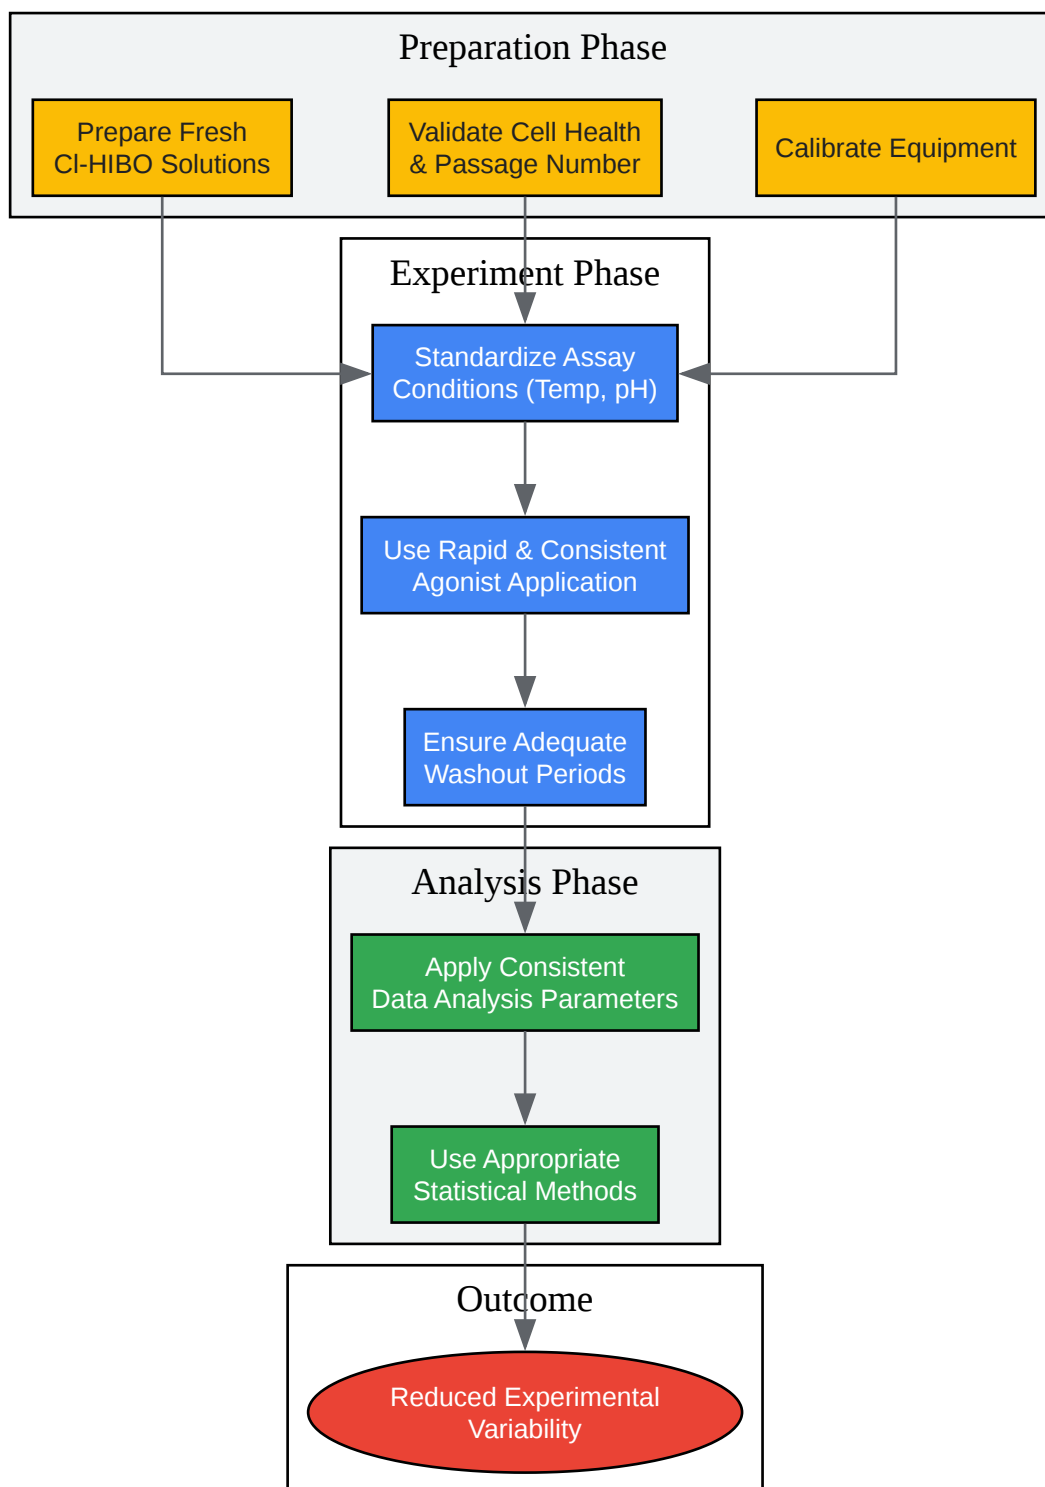 Preparation Phase
Prepare Fresh
Cl-HIBO Solutions
Validate Cell Health
& Passage Number
Calibrate Equipment
Experiment Phase
Standardize Assay
Conditions (Temp, pH)
Use Rapid & Consistent
Agonist Application
Ensure Adequate
Washout Periods
Analysis Phase
Apply Consistent
Data Analysis Parameters
Use Appropriate
Statistical Methods
Outcome
Reduced Experimental
Variability